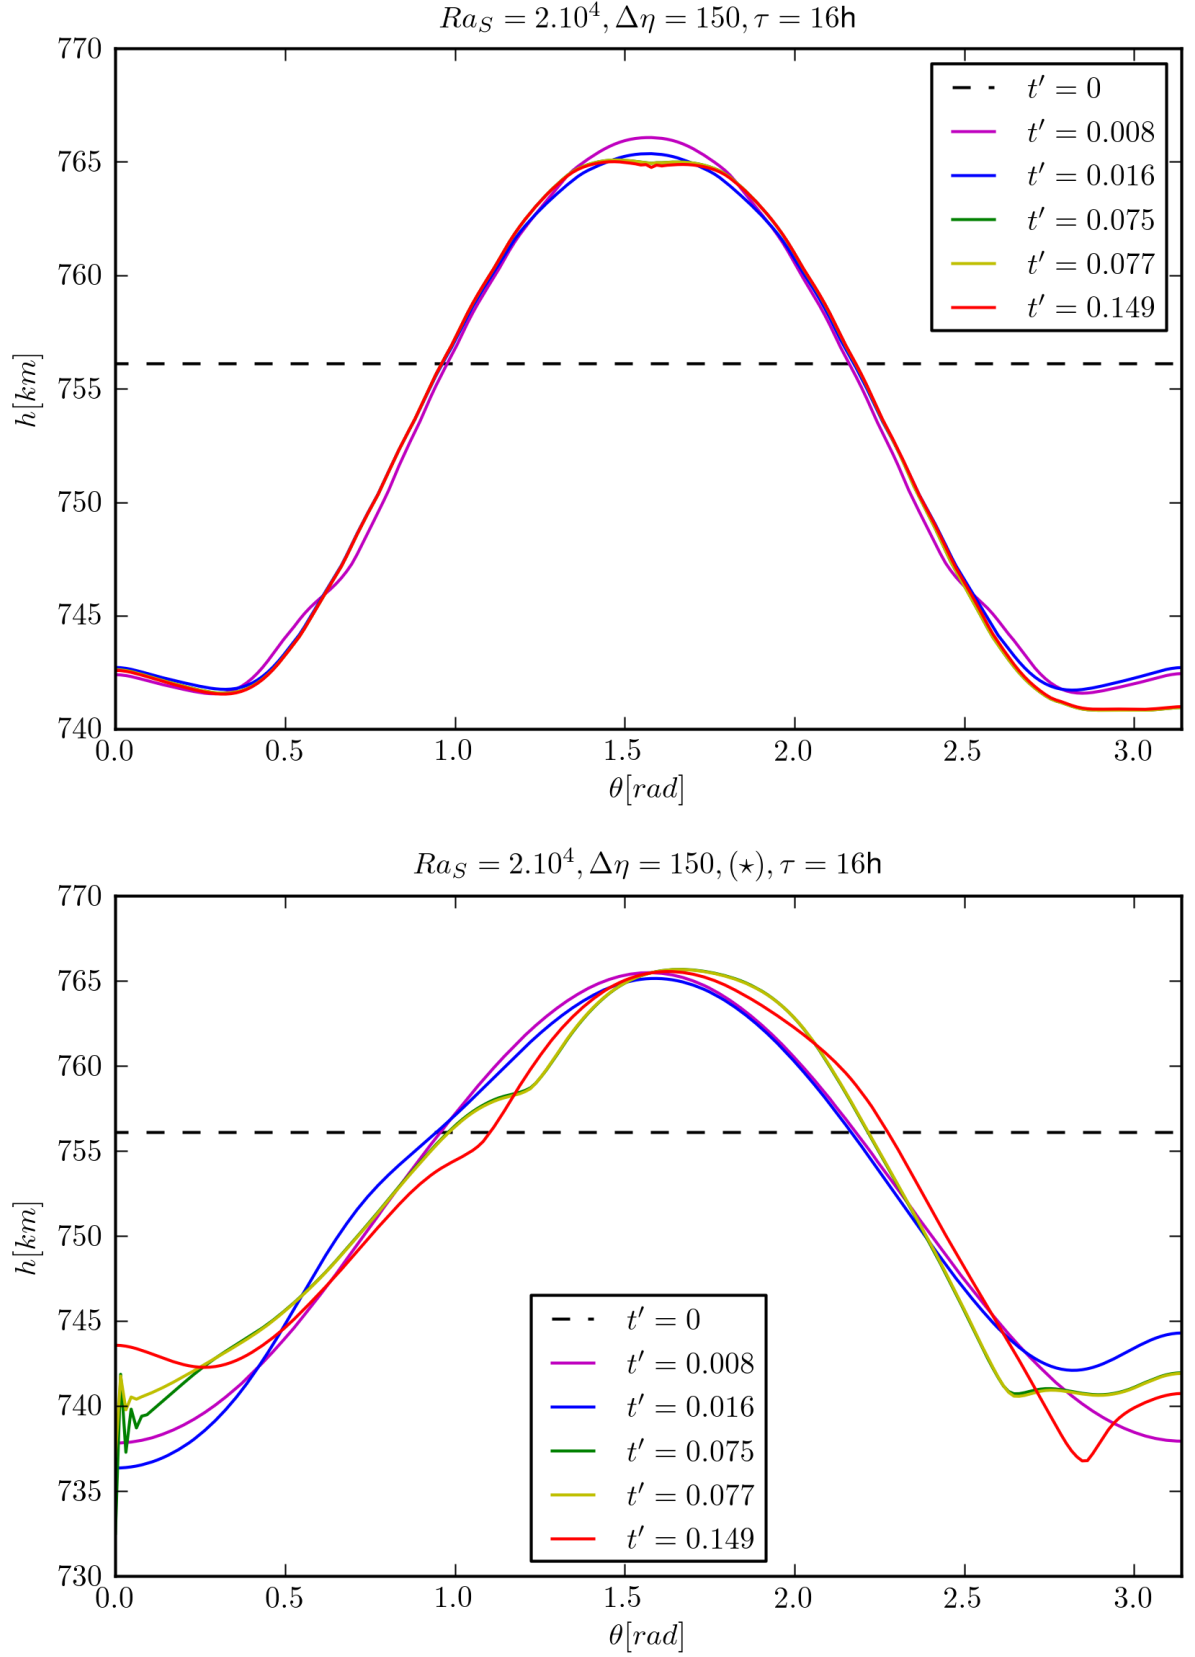 Ra_S = 2.10^4, Δη = 150, τ = 16h
770
765
760
755
750
745
740
h[km]
0.0 0.5 1.0 1.5 2.0 2.5 3.0
θ[rad]
t′ = 0
t′ = 0.008
t′ = 0.016
t′ = 0.075
t′ = 0.077
t′ = 0.149
Ra_S = 2.10^4, Δη = 150, (⋆), τ = 16h
770
765
760
755
750
745
740
735
730
h[km]
t′ = 0
t′ = 0.008
t′ = 0.016
t′ = 0.075
t′ = 0.077
t′ = 0.149
0.0 0.5 1.0 1.5 2.0 2.5 3.0
θ[rad]